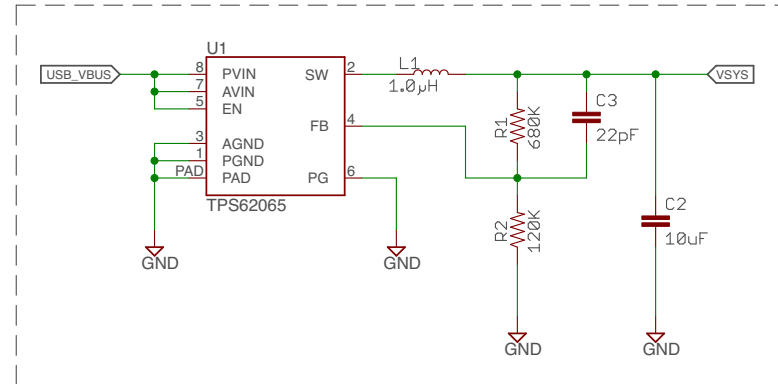 U1
USB_VBUS
8 PVIN
7 AVIN
5 EN
3 AGND
1 PGND
PAD PAD
SW 2
FB 4
PG 6
TPS62065
L1
1.0µH
VSYS
R1
680K
C3
22pF
R2
120K
C2
10uF
GND
GND
GND
GND